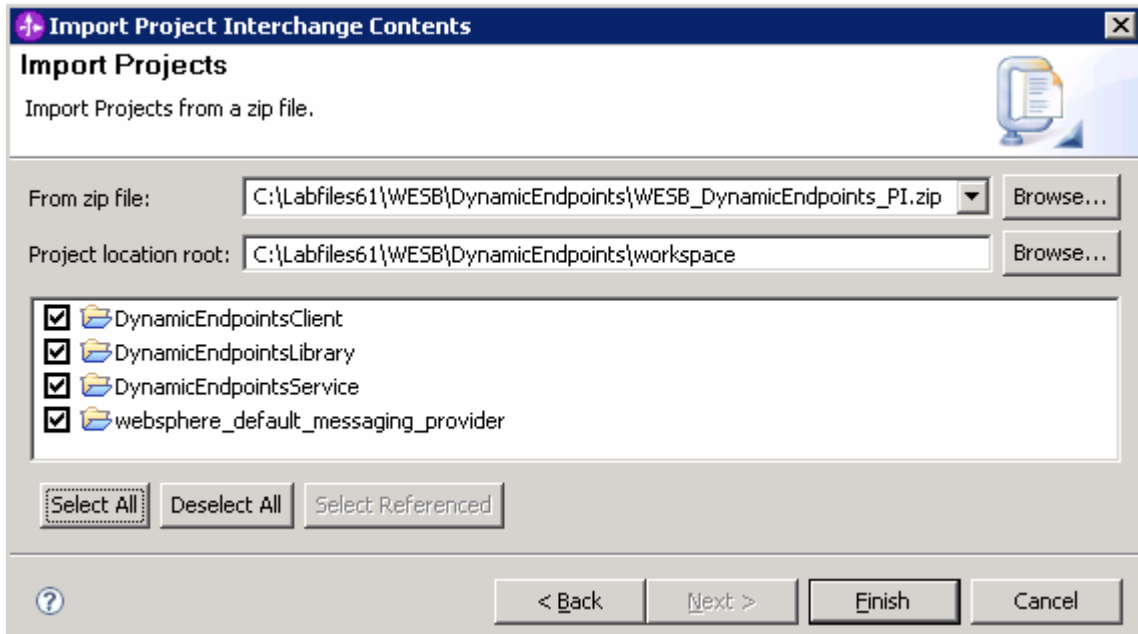 Import Project Interchange Contents
Import Projects
Import Projects from a zip file.
From zip file: C:\Labfiles61\WESB\DynamicEndpoints\WESB_DynamicEndpoints_PI.zip Browse...
Project location root: C:\Labfiles61\WESB\DynamicEndpoints\workspace Browse...
DynamicEndpointsClient
DynamicEndpointsLibrary
DynamicEndpointsService
websphere_default_messaging_provider
Select All Deselect All Select Referenced
? < Back Next > Finish Cancel